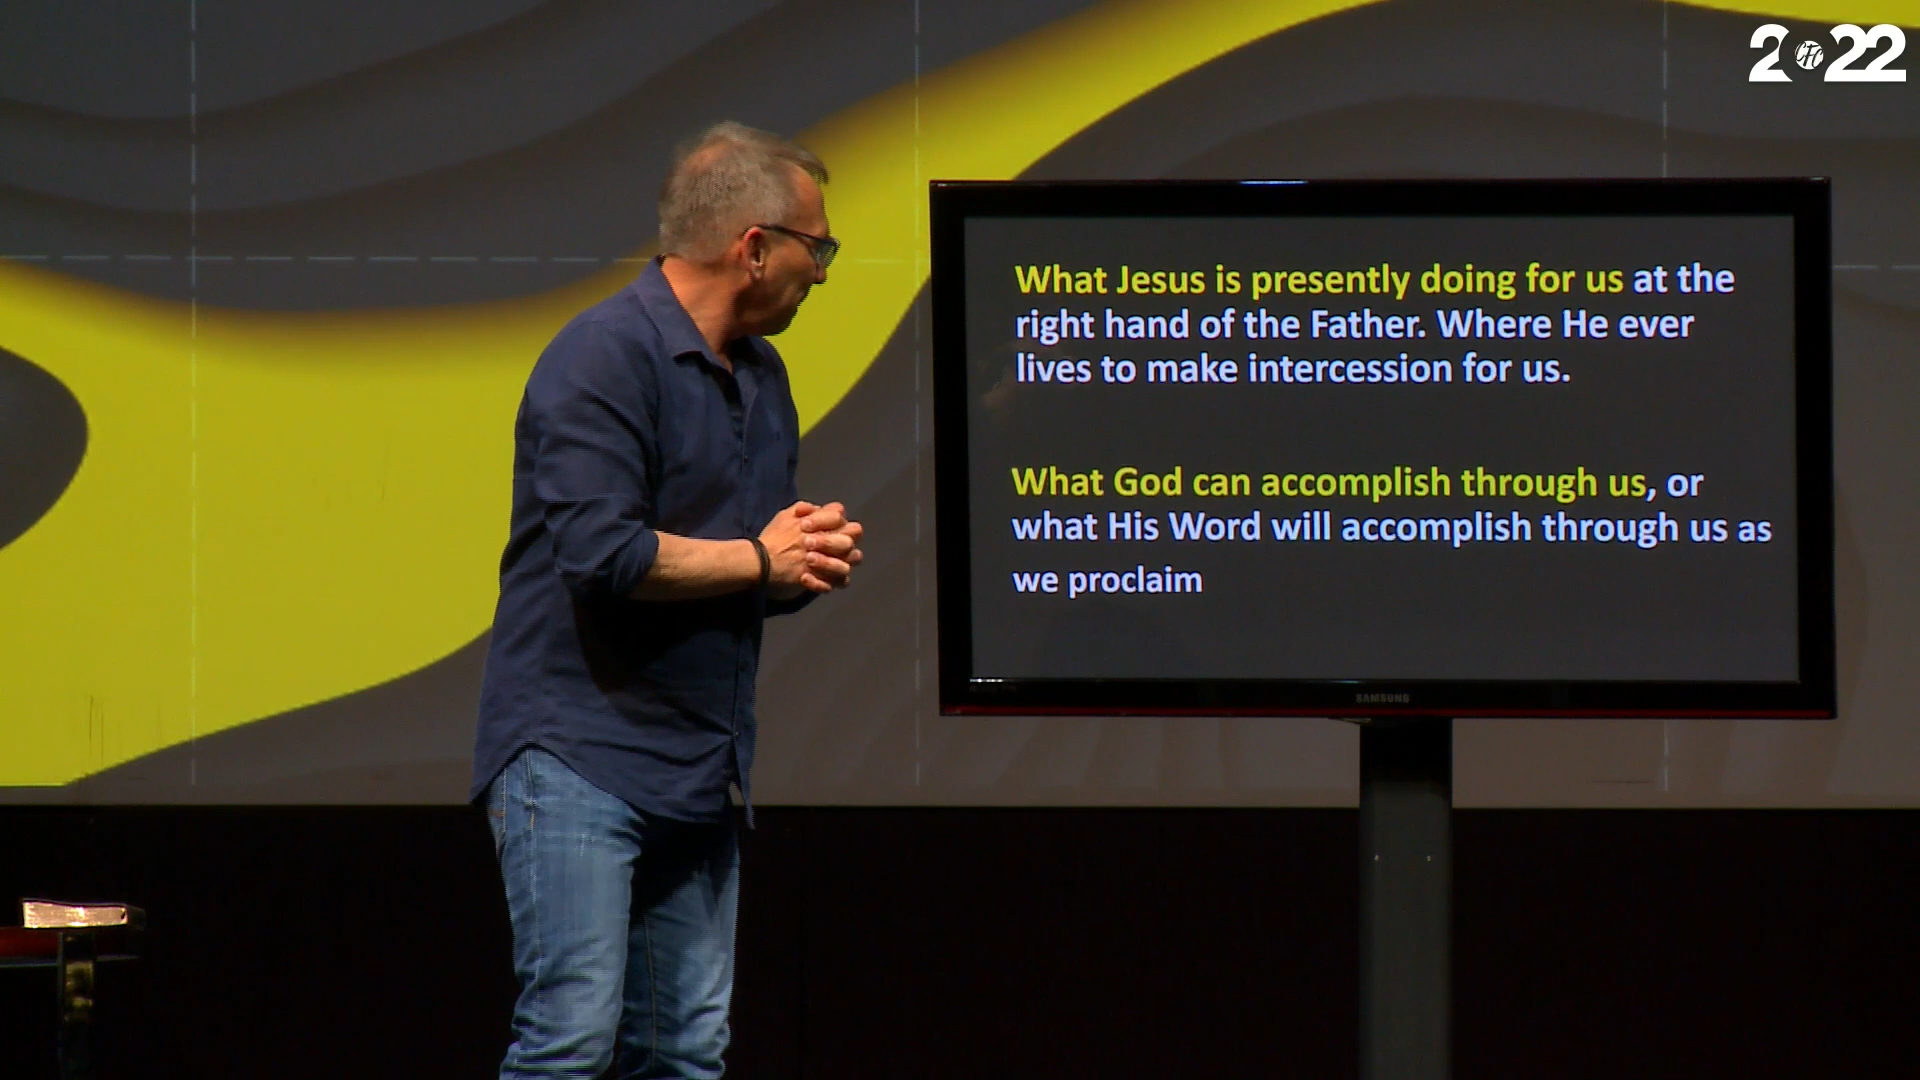 2022
What Jesus is presently doing for us at the
right hand of the Father. Where He ever
lives to make intercession for us.
What God can accomplish through us, or
what His Word will accomplish through us as
we proclaim
SAMSUNG